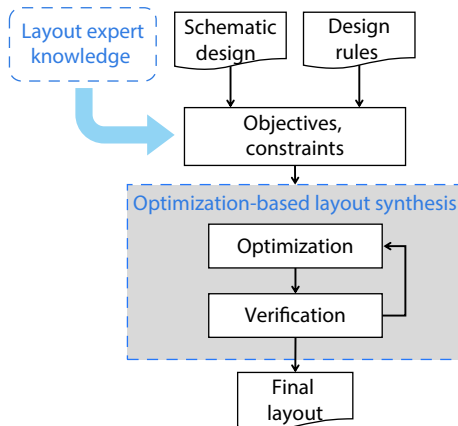 Layout expert
knowledge
Schematic
design
Design
rules
Objectives,
constraints
Optimization-based layout synthesis
Optimization
Verification
Final
layout